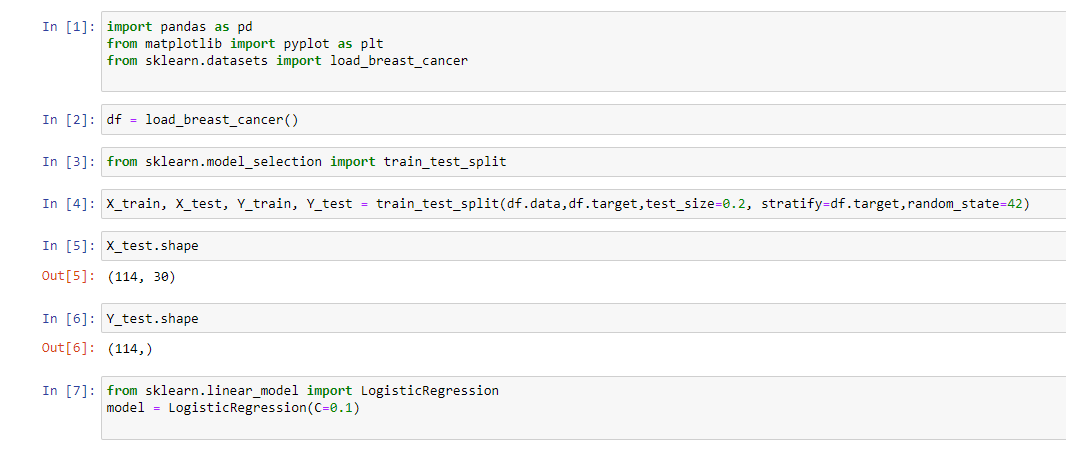 In [1]: import pandas as pd
from matplotlib import pyplot as plt
from sklearn.datasets import load_breast_cancer
In [2]: df = load_breast_cancer()
In [3]: from sklearn.model_selection import train_test_split
In [4]: X_train, X_test, Y_train, Y_test = train_test_split(df.data,df.target,test_size=0.2, stratify=df.target,random_state=42)
In [5]: X_test.shape
Out[5]: (114, 30)
In [6]: Y_test.shape
Out[6]: (114,)
In [7]: from sklearn.linear_model import LogisticRegression
model = LogisticRegression(C=0.1)